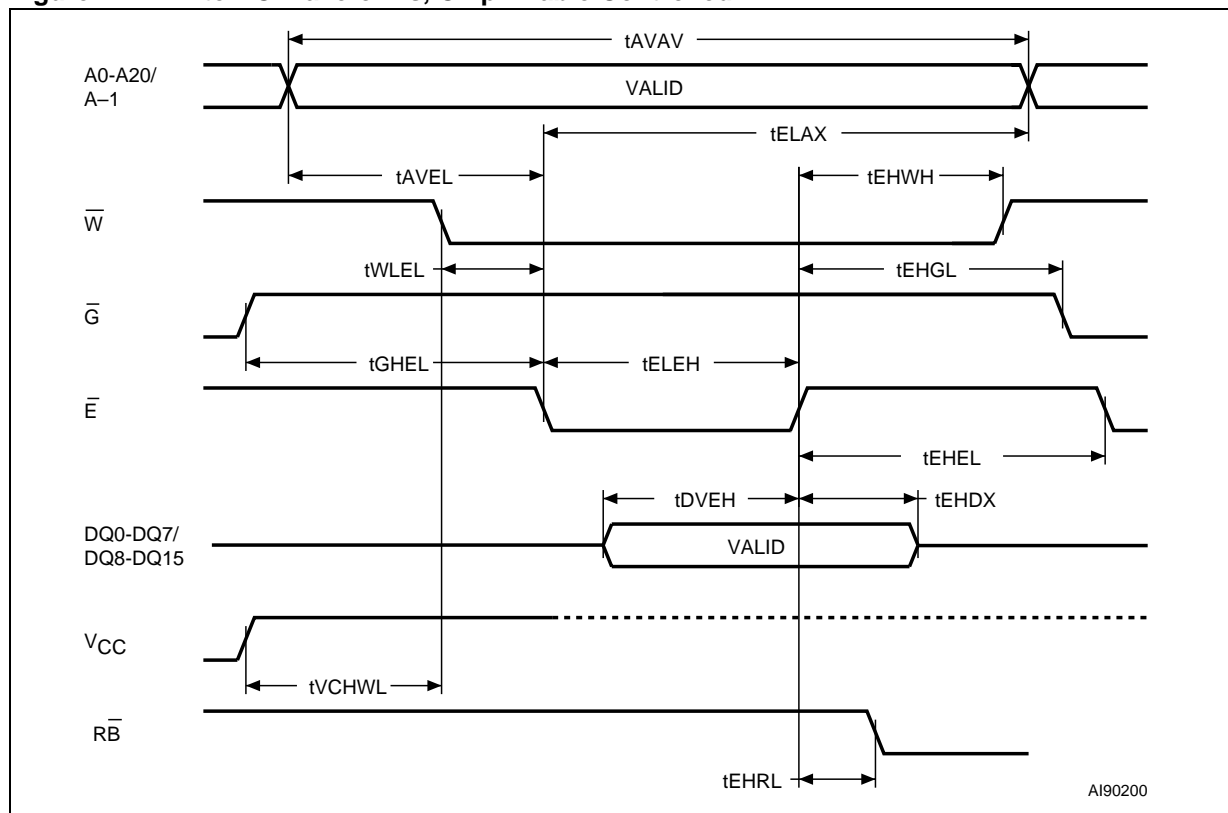 tAVAV
A0-A20/
A–1
VALID
tELAX
tAVEL
tEHWH
W̅
tWLEL
tEHGL
G̅
tGHEL
tELEH
E̅
tEHEL
tDVEH
tEHDX
DQ0-DQ7/
DQ8-DQ15
VALID
VCC
tVCHWL
RB̅
tEHRL
AI90200